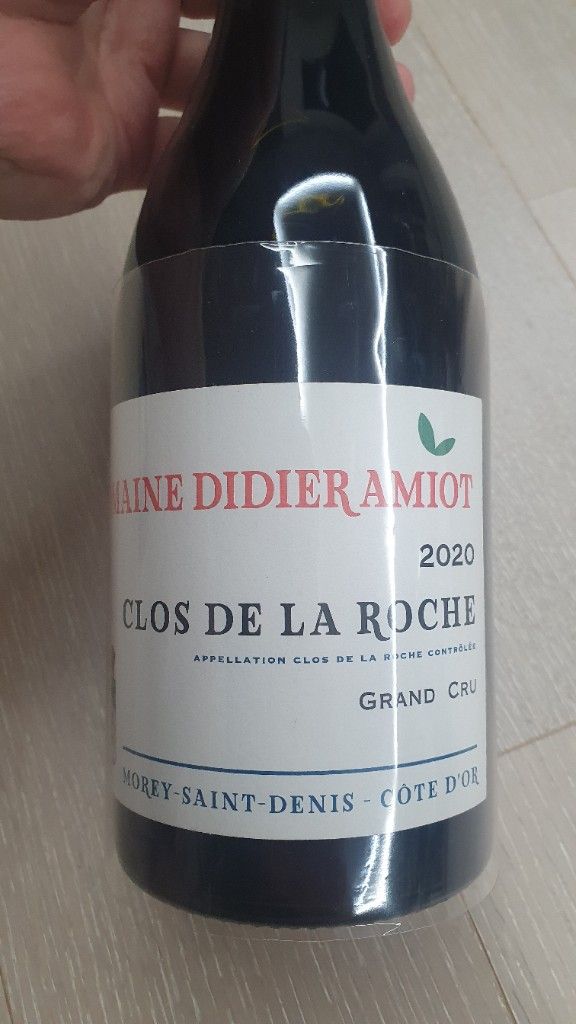 MAINE DIDIER AMIOT
2020
CLOS DE LA ROCHE
APPELLATION CLOS DE LA ROCHE CONTRÔLÉE
GRAND CRU
MOREY-SAINT-DENIS - CÔTE D'OR